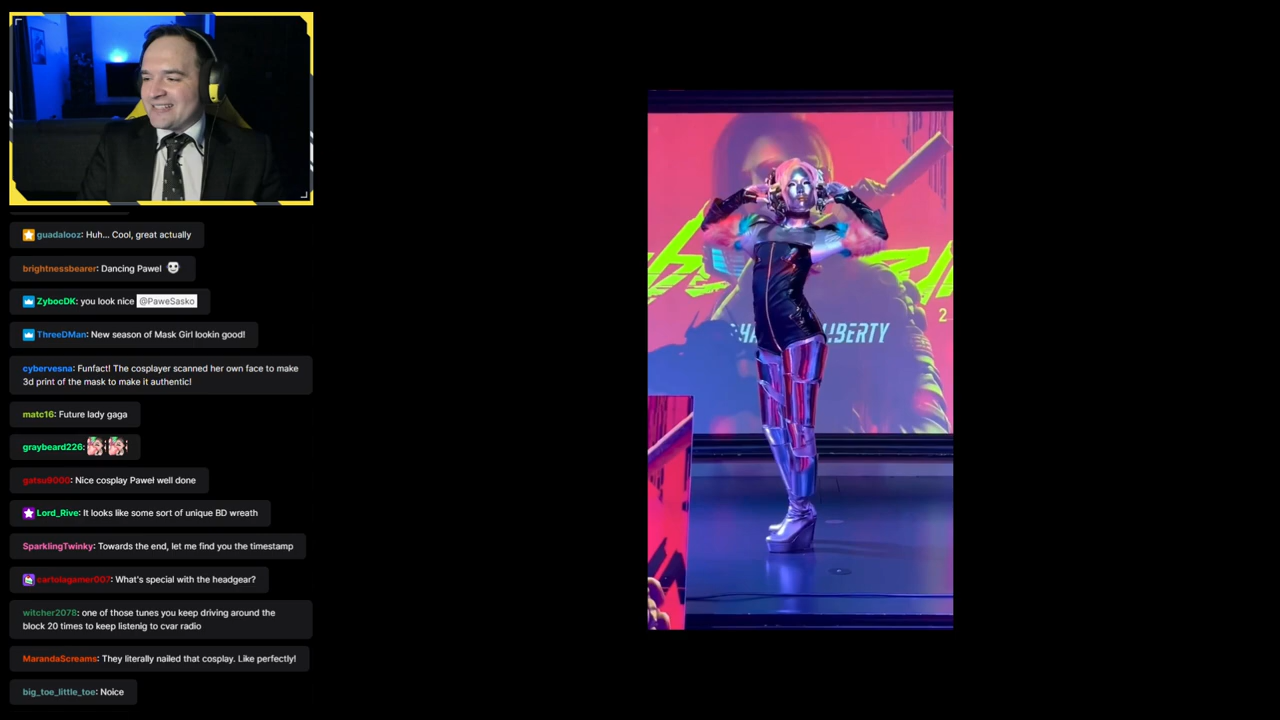 guadalooz: Huh... Cool, great actually
brightnessbearer: Dancing Pawel
ZybocDK: you look nice @PaweSasko
ThreeDMan: New season of Mask Girl lookin good!
cybervesna: Funfact! The cosplayer scanned her own face to make
3d print of the mask to make it authentic!
matc16: Future lady gaga
graybeard226:
gatsu9000: Nice cosplay Paweł well done
Lord_Rive: It looks like some sort of unique BD wreath
SparklingTwinky: Towards the end, let me find you the timestamp
cartolagamer007: What's special with the headgear?
witcher2078: one of those tunes you keep driving around the
block 20 times to keep listenig to cvar radio
MarandaScreams: They literally nailed that cosplay. Like perfectly!
big_toe_little_toe: Noice
2
LIBERTY